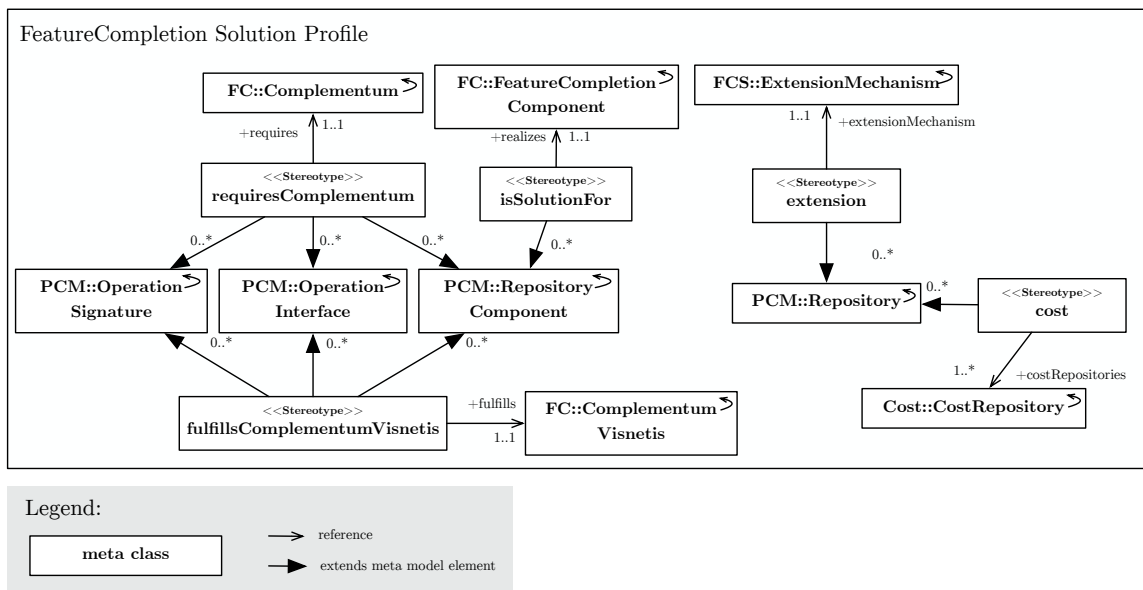 FeatureCompletion Solution Profile
FC::Complementum
FC::FeatureCompletion
Component
FCS::ExtensionMechanism
+requires
1..1
+realizes
1..1
1..1
+extensionMechanism
<<Stereotype>>
requiresComplementum
<<Stereotype>>
isSolutionFor
<<Stereotype>>
extension
0..*
0..*
0..*
0..*
0..*
PCM::Operation
Signature
PCM::Operation
Interface
PCM::Repository
Component
PCM::Repository
0..*
<<Stereotype>>
cost
0..*
0..*
0..*
1..*
+costRepositories
<<Stereotype>>
fulfillsComplementumVisnetis
+fulfills
1..1
FC::Complementum
Visnetis
Cost::CostRepository
Legend:
meta class
reference
extends meta model element